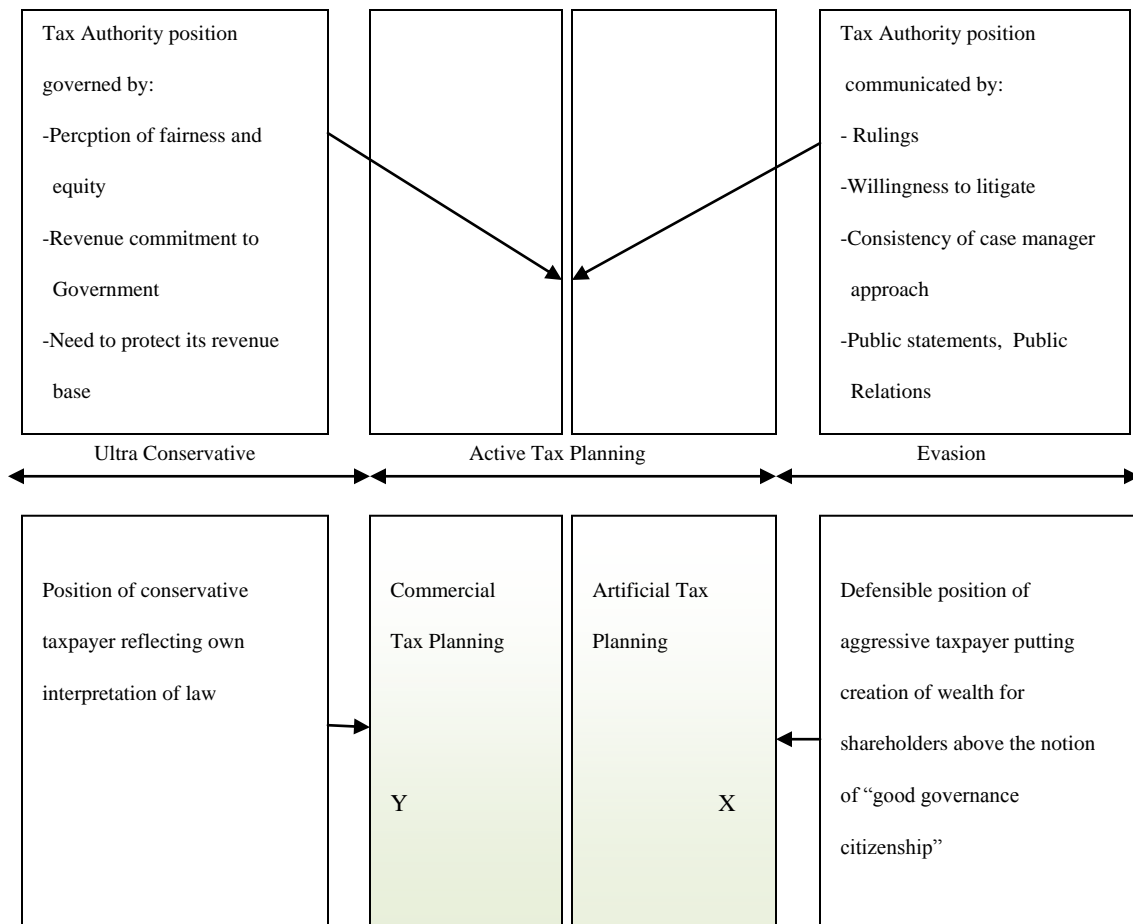 Tax Authority position
governed by:
-Percption of fairness and
equity
-Revenue commitment to
Government
-Need to protect its revenue
base
Tax Authority position
communicated by:
- Rulings
-Willingness to litigate
-Consistency of case manager
approach
-Public statements, Public
Relations
Ultra Conservative
Active Tax Planning
Evasion
Position of conservative
taxpayer reflecting own
interpretation of law
Commercial
Tax Planning
Y
Artificial Tax
Planning
X
Defensible position of
aggressive taxpayer putting
creation of wealth for
shareholders above the notion
of “good governance
citizenship”